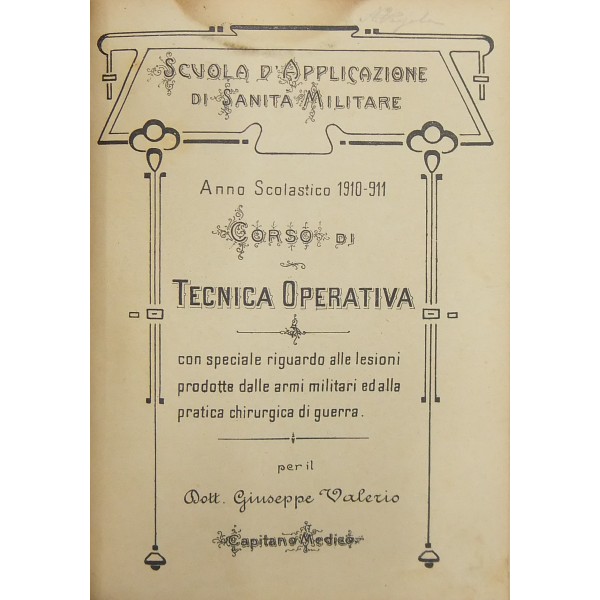 Scuola d'Applicazione
di Sanità Militare
Anno Scolastico 1910-911
Corso di
Tecnica Operativa
con speciale riguardo alle lesioni
prodotte dalle armi militari ed alla
pratica chirurgica di guerra.
per il
Dott. Giuseppe Valerio
Capitano Medico.